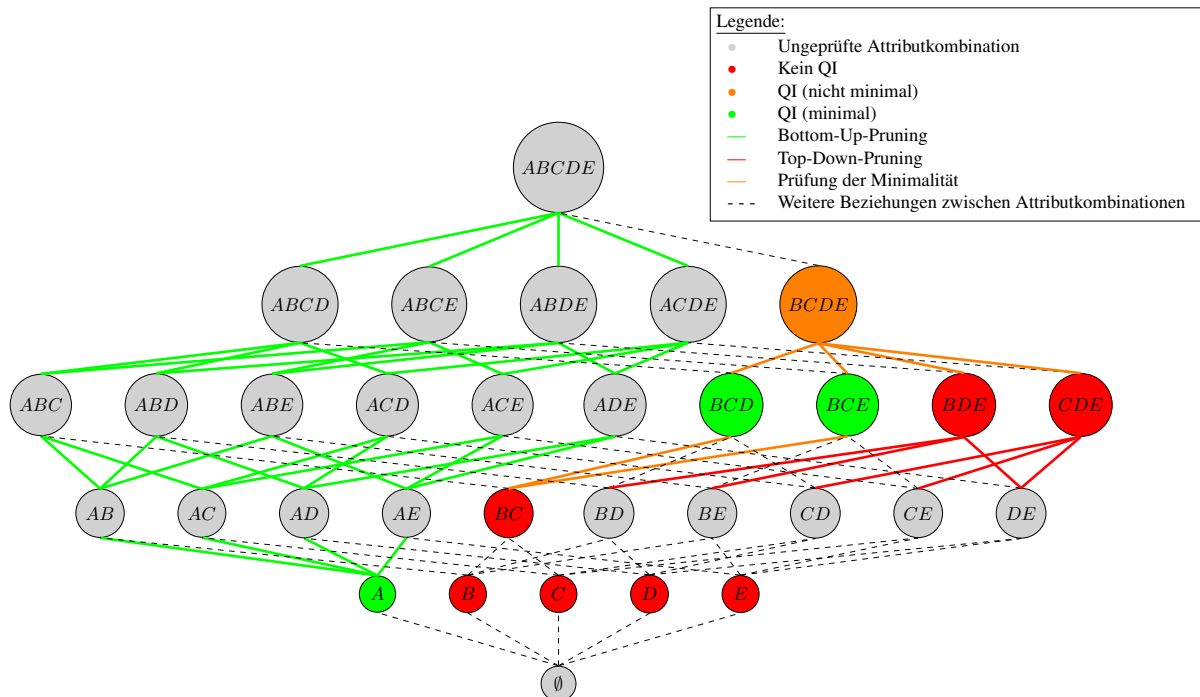 Legende:
Ungeprüfte Attributkombination
Kein QI
QI (nicht minimal)
QI (minimal)
Bottom-Up-Pruning
Top-Down-Pruning
Prüfung der Minimalität
Weitere Beziehungen zwischen Attributkombinationen
ABCDE
ABCD ABCE ABDE ACDE BCDE
ABC ABD ABE ACD ACE ADE BCD BCE BDE CDE
AB AC AD AE BC BD BE CD CE DE
A B C D E
∅